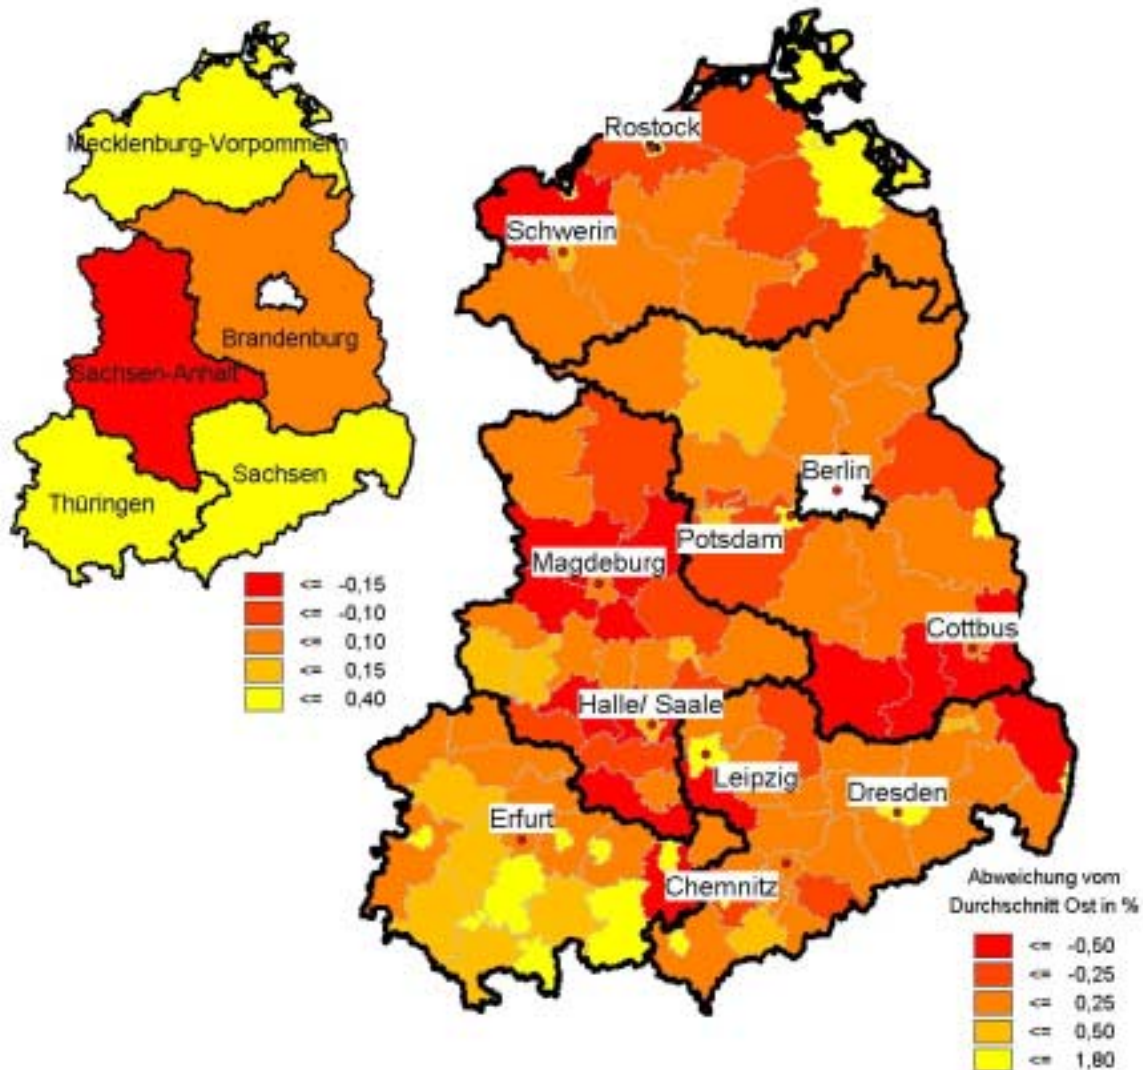 Mecklenburg-Vorpommern
Brandenburg
Sachsen-Anhalt
Sachsen
Thüringen
<= -0,15
<= -0,10
<= 0,10
<= 0,15
<= 0,40
Rostock
Schwerin
Berlin
Potsdam
Magdeburg
Cottbus
Halle/ Saale
Leipzig
Dresden
Erfurt
Chemnitz
Abweichung vom
Durchschnitt Ost in %
<= -0,50
<= -0,25
<= 0,25
<= 0,50
<= 1,80